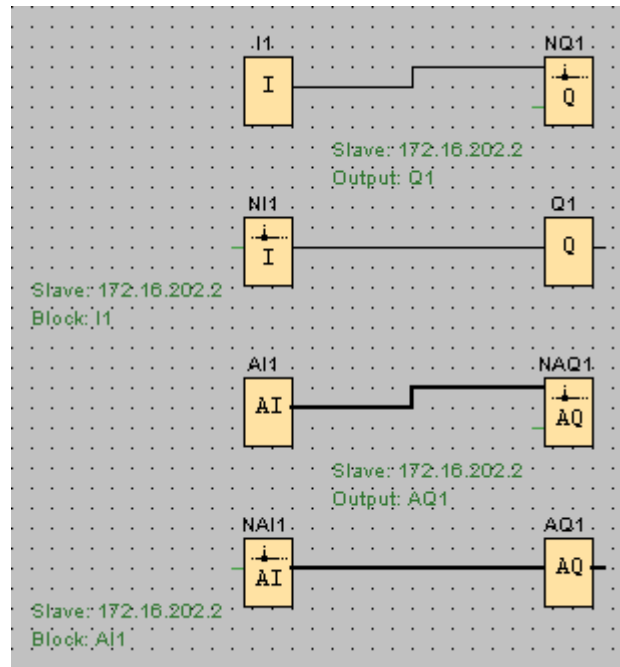 I1
NQ1
I
Q
Slave: 172.16.202.2
Output: Q1
NI1
Q1
I
Q
Slave: 172.16.202.2
Block: I1
AI1
NAQ1
AI
AQ
Slave: 172.16.202.2
Output: AQ1
NAI1
AQ1
AI
AQ
Slave: 172.16.202.2
Block: AI1